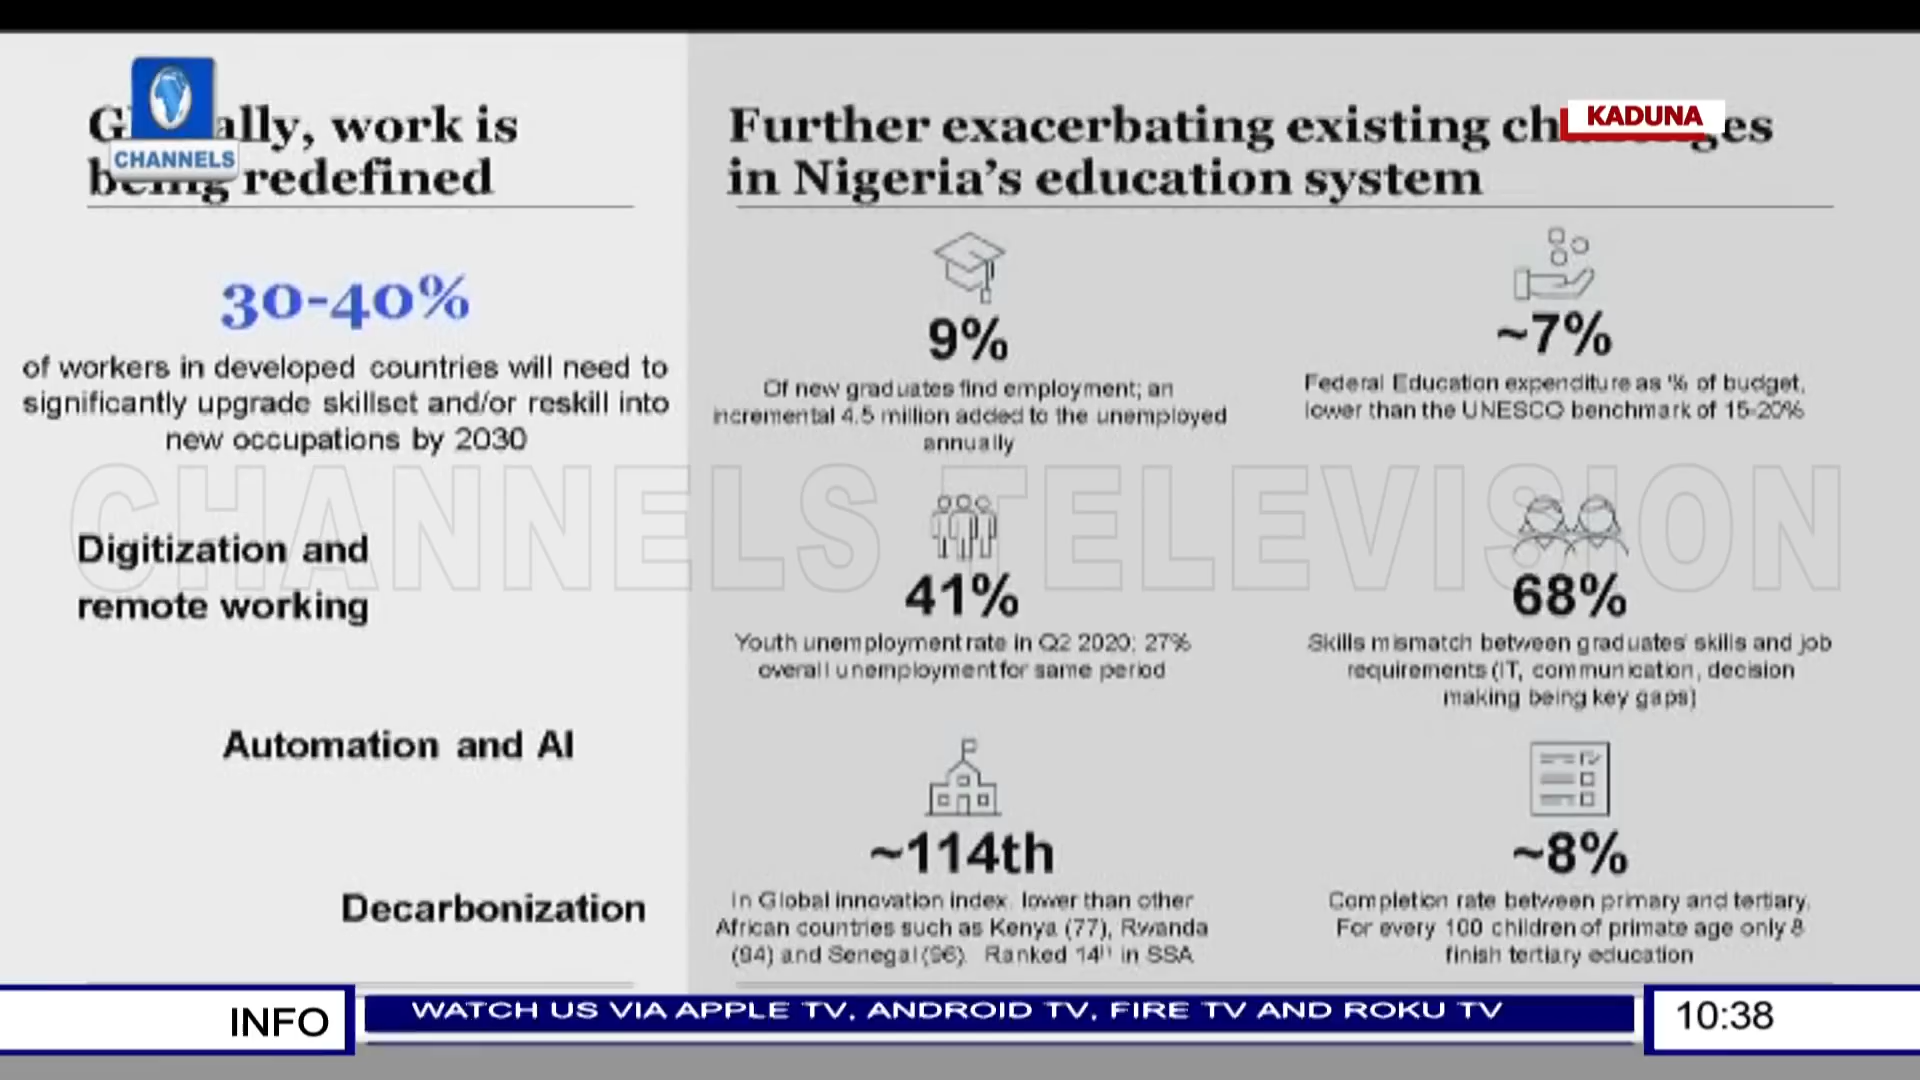 CHANNELS
KADUNA
ally, work is
redefined
30-40%
of workers in developed countries will need to
significantly upgrade skillset and/or reskill into
new occupations by 2030
Digitization and
remote working
Automation and AI
Decarbonization
Further exacerbating existing ch es
in Nigeria's education system
9%
Of new graduates find employment; an
incremental 4.5 million added to the unemployed
annually
~7%
Federal Education expenditure as % of budget,
lower than the UNESCO benchmark of 15-20%
41%
Youth unemployment rate in Q2 2020; 27%
overall unemployment for same period
68%
Skills mismatch between graduates' skills and job
requirements (IT, communication, decision
making being key gaps)
~114th
In Global innovation index, lower than other
African countries such as Kenya (77), Rwanda
(94) and Senegal (96). Ranked 14th in SSA
~8%
Completion rate between primary and tertiary.
For every 100 children of primate age only 8
finish tertiary education
CHANNELS TELEVISION
INFO
WATCH US VIA APPLE TV, ANDROID TV, FIRE TV AND ROKU TV
10:38